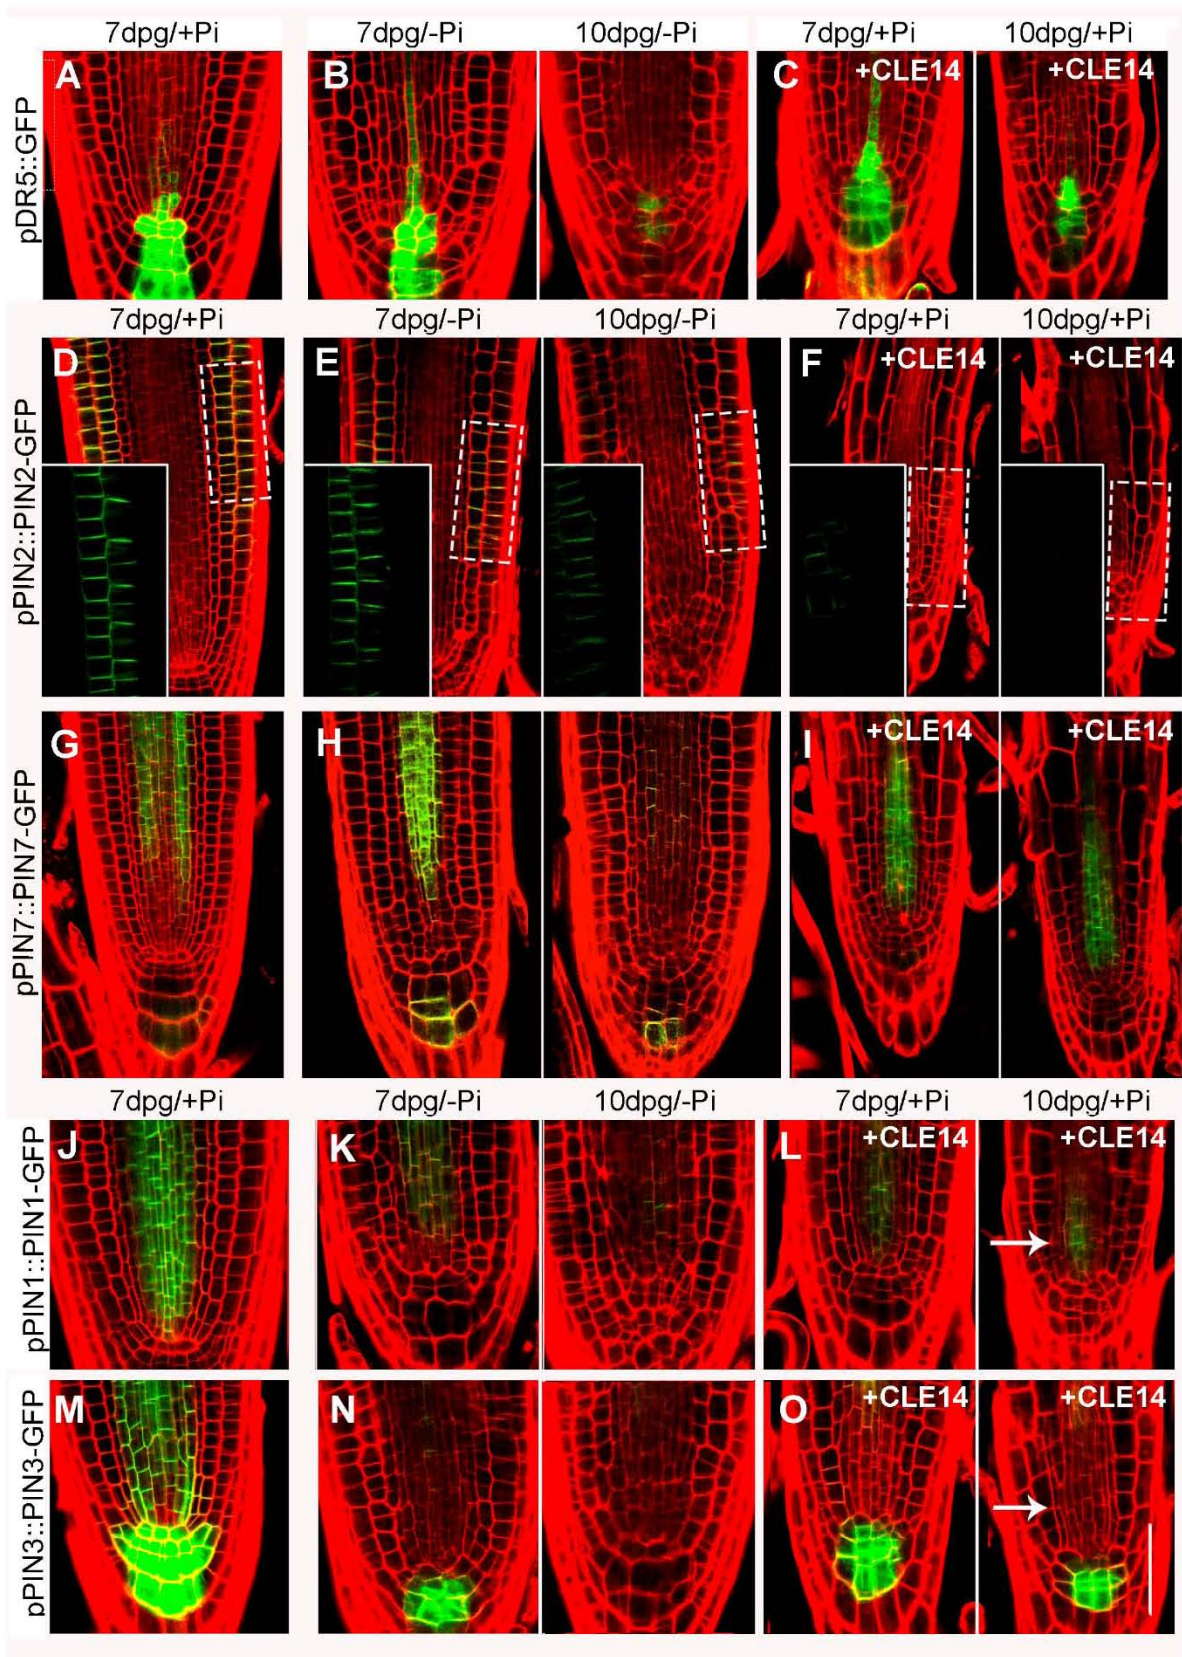 7dpg/+Pi 7dpg/-Pi 10dpg/-Pi 7dpg/+Pi 10dpg/+Pi
pDR5::GFP
A B C +CLE14 +CLE14
7dpg/+Pi 7dpg/-Pi 10dpg/-Pi 7dpg/+Pi 10dpg/+Pi
pPIN2::PIN2-GFP
D E F +CLE14 +CLE14
pPIN7::PIN7-GFP
G H I +CLE14 +CLE14
7dpg/+Pi 7dpg/-Pi 10dpg/-Pi 7dpg/+Pi 10dpg/+Pi
pPIN1::PIN1-GFP
J K L +CLE14 +CLE14
pPIN3::PIN3-GFP
M N O +CLE14 +CLE14